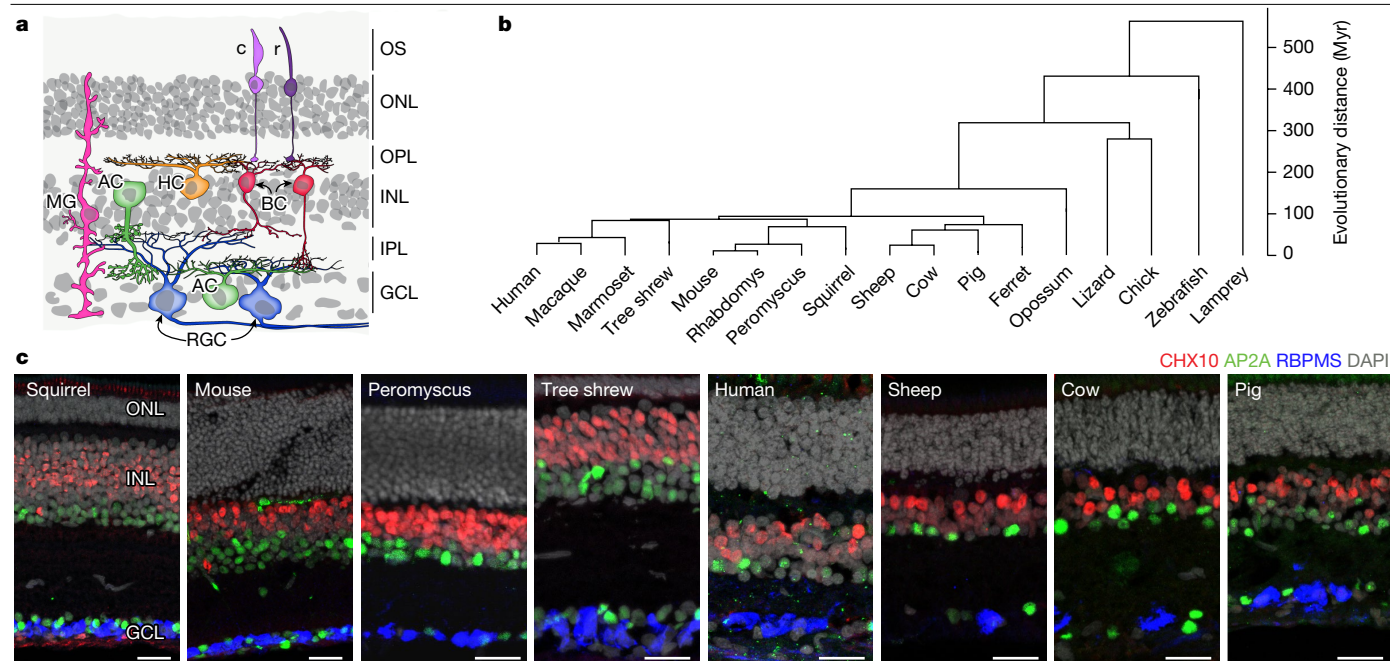 a
c
r
OS
ONL
OPL
AC
HC
INL
MG
BC
IPL
AC
GCL
RGC
b
500
400
300
200
100
0
Evolutionary distance (Myr)
Human
Macaque
Marmoset
Tree shrew
Mouse
Rhabdomys
Peromyscus
Squirrel
Sheep
Cow
Pig
Ferret
Opossum
Lizard
Chick
Zebrafish
Lamprey
c
CHX10 AP2A RBPMS DAPI
Squirrel
Mouse
Peromyscus
Tree shrew
Human
Sheep
Cow
Pig
ONL
INL
GCL